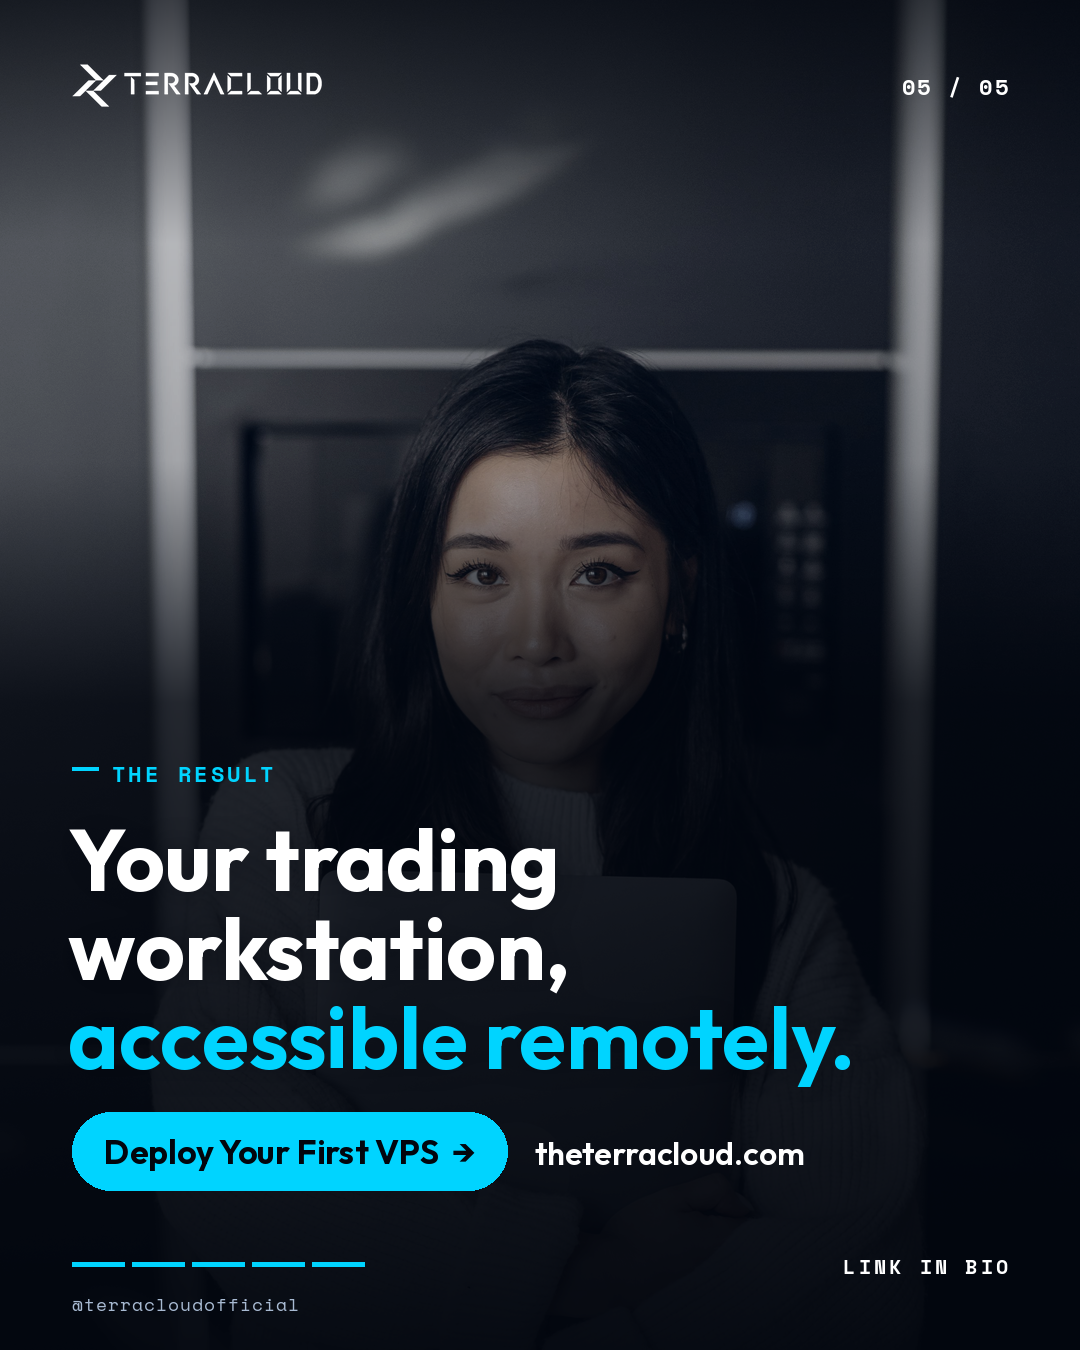 TERRACLOUD
05 / 05
THE RESULT
Your trading
workstation,
accessible remotely.
Deploy Your First VPS →
theterracloud.com
LINK IN BIO
@terracloudofficial